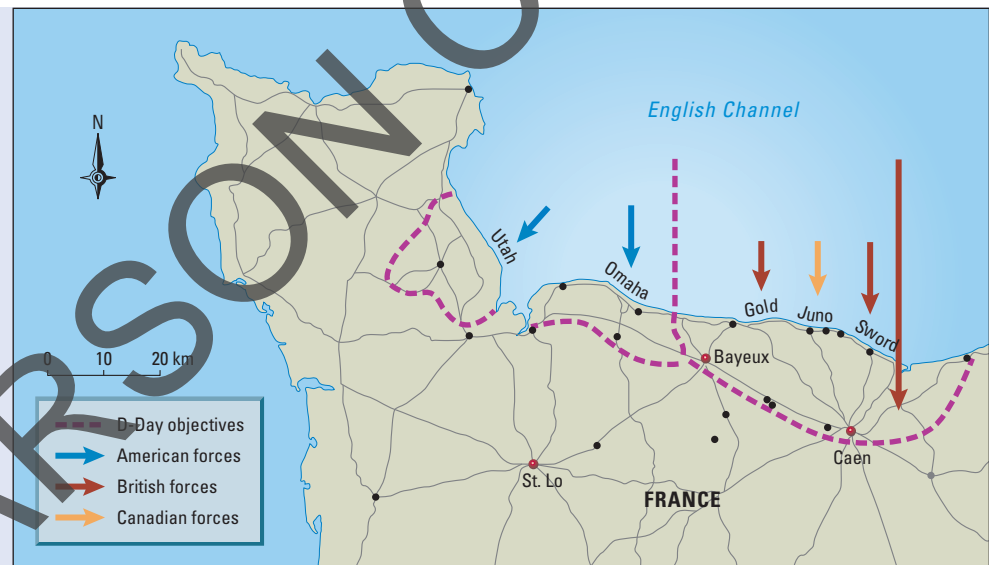 RSON
English Channel
N
Utah
Omaha
Gold
Juno
Sword
Bayeux
Caen
St. Lo
FRANCE
0 10 20 km
D-Day objectives
American forces
British forces
Canadian forces